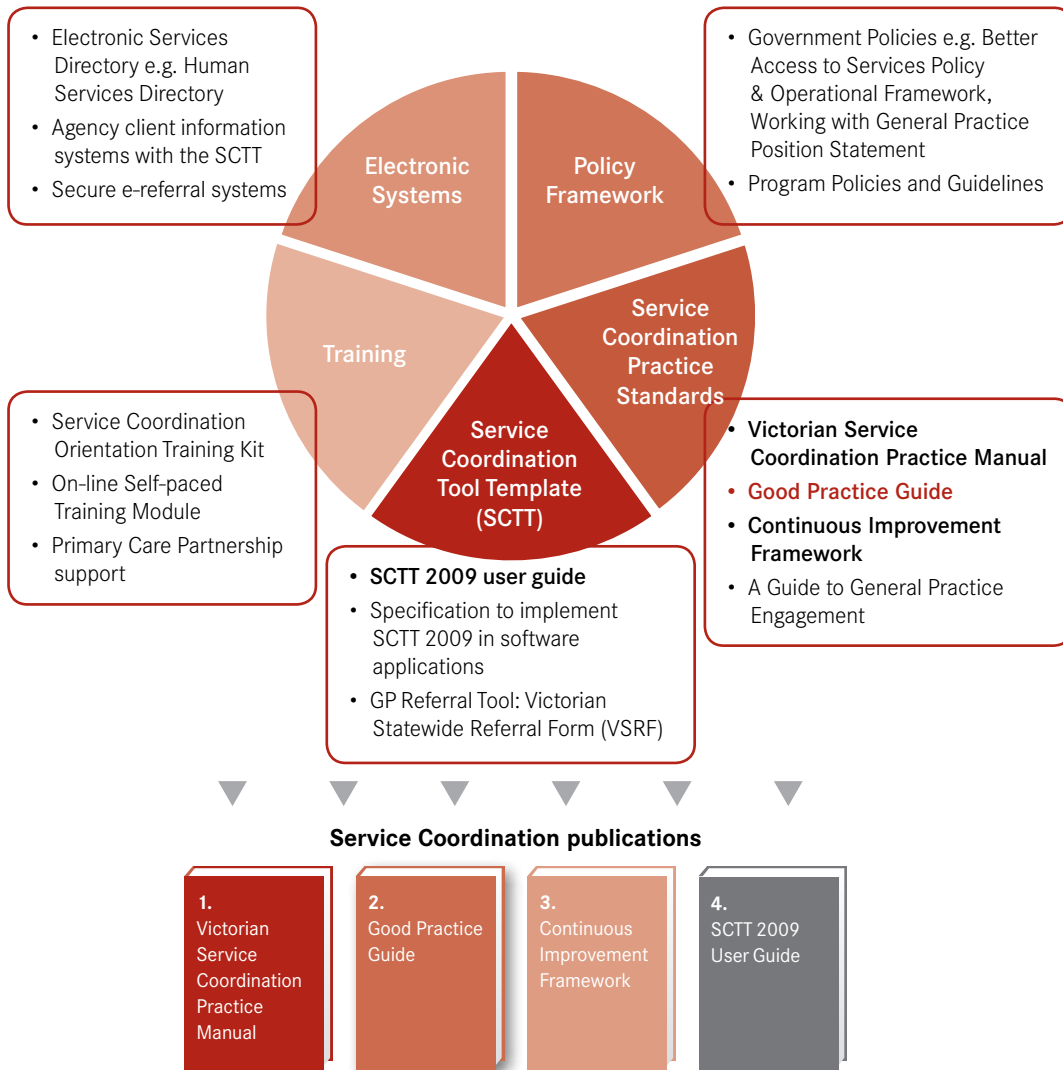 • Electronic Services
Directory e.g. Human
Services Directory
• Agency client information
systems with the SCTT
• Secure e-referral systems
Electronic
Systems
Policy
Framework
• Government Policies e.g. Better
Access to Services Policy
& Operational Framework,
Working with General Practice
Position Statement
• Program Policies and Guidelines
Training
Service
Coordination
Practice
Standards
• Service Coordination
Orientation Training Kit
• On-line Self-paced
Training Module
• Primary Care Partnership
support
Service
Coordination
Tool Template
(SCTT)
• Victorian Service
Coordination Practice Manual
• Good Practice Guide
• Continuous Improvement
Framework
• A Guide to General Practice
Engagement
• SCTT 2009 user guide
• Specification to implement
SCTT 2009 in software
applications
• GP Referral Tool: Victorian
Statewide Referral Form (VSRF)
Service Coordination publications
1.
Victorian
Service
Coordination
Practice
Manual
2.
Good Practice
Guide
3.
Continuous
Improvement
Framework
4.
SCTT 2009
User Guide